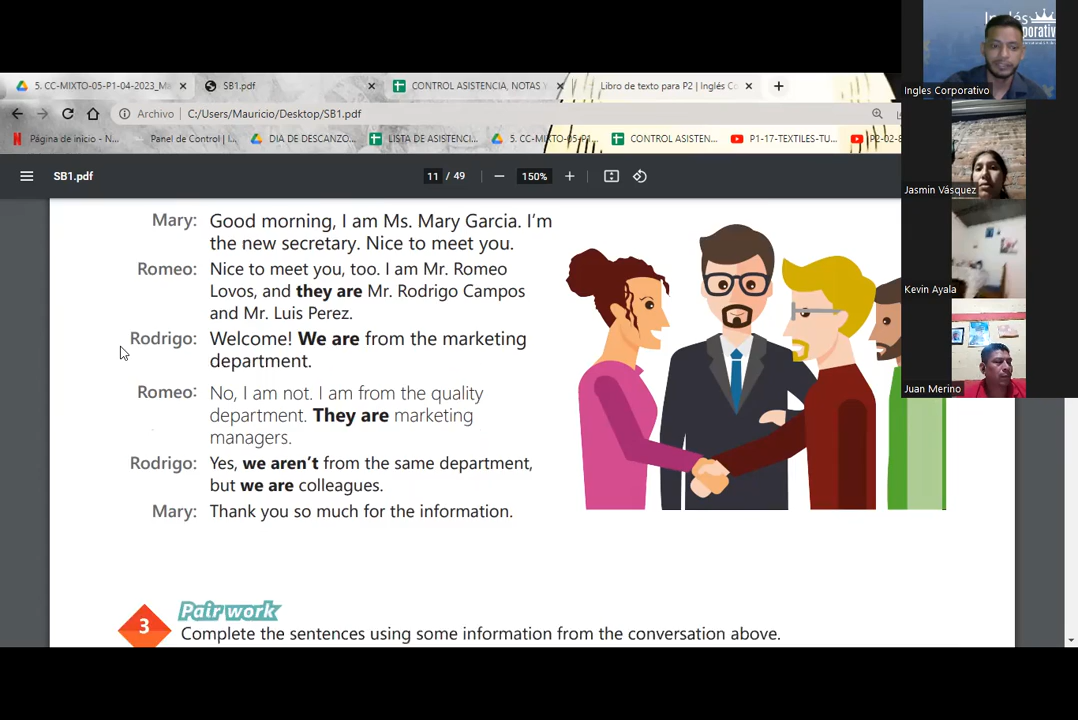 5. CC-MIXTO-05-P1-04-2023_M
SB1.pdf
CONTROL ASISTENCIA, NOTAS Y
Libro de texto para P2 | Inglés Co
Archivo
C:/Users/Mauricio/Desktop/SB1.pdf
Página de inicio - N...
Panel de Control | I...
DIA DE DESCANZO...
LISTA DE ASISTENCI...
5. CC-MIXTO-05-P1...
CONTROL ASISTEN...
P1-17-TEXTILES-TU...
P2-02-8
SB1.pdf
11 / 49
150%
Mary: Good morning, I am Ms. Mary Garcia. I'm
the new secretary. Nice to meet you.
Romeo: Nice to meet you, too. I am Mr. Romeo
Lovos, and they are Mr. Rodrigo Campos
and Mr. Luis Perez.
Rodrigo: Welcome! We are from the marketing
department.
Romeo: No, I am not. I am from the quality
department. They are marketing
managers.
Rodrigo: Yes, we aren't from the same department,
but we are colleagues.
Mary: Thank you so much for the information.
3
Pair work
Complete the sentences using some information from the conversation above.
Ingles Corporativo
Jasmin Vásquez
Kevin Ayala
Juan Merino